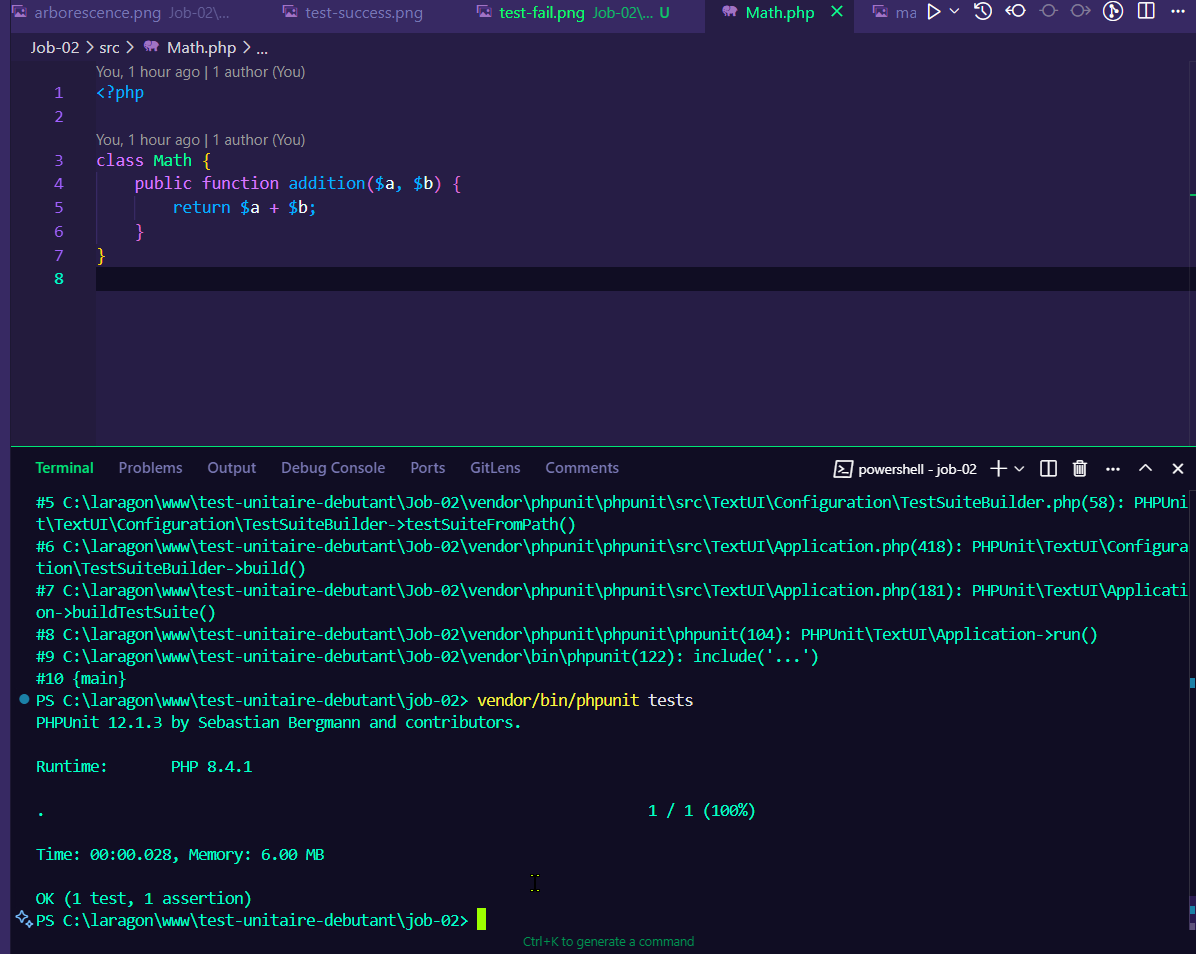 arborescence.png Job-02\... test-success.png test-fail.png Job-02\... U Math.php ma
Job-02 > src > Math.php > ...
You, 1 hour ago | 1 author (You)
1 <?php
2
You, 1 hour ago | 1 author (You)
3 class Math {
4 public function addition($a, $b) {
5 return $a + $b;
6 }
7 }
8
Terminal Problems Output Debug Console Ports GitLens Comments powershell - job-02
#5 C:\laragon\www\test-unitaire-debutant\Job-02\vendor\phpunit\phpunit\src\TextUI\Configuration\TestSuiteBuilder.php(58): PHPUni
t\TextUI\Configuration\TestSuiteBuilder->testSuiteFromPath()
#6 C:\laragon\www\test-unitaire-debutant\Job-02\vendor\phpunit\phpunit\src\TextUI\Application.php(418): PHPUnit\TextUI\Configura
tion\TestSuiteBuilder->build()
#7 C:\laragon\www\test-unitaire-debutant\Job-02\vendor\phpunit\phpunit\src\TextUI\Application.php(181): PHPUnit\TextUI\Applicati
on->buildTestSuite()
#8 C:\laragon\www\test-unitaire-debutant\Job-02\vendor\phpunit\phpunit\phpunit(104): PHPUnit\TextUI\Application->run()
#9 C:\laragon\www\test-unitaire-debutant\Job-02\vendor\bin\phpunit(122): include('...')
#10 {main}
PS C:\laragon\www\test-unitaire-debutant\job-02> vendor/bin/phpunit tests
PHPUnit 12.1.3 by Sebastian Bergmann and contributors.
Runtime: PHP 8.4.1
. 1 / 1 (100%)
Time: 00:00.028, Memory: 6.00 MB
OK (1 test, 1 assertion)
PS C:\laragon\www\test-unitaire-debutant\job-02>
Ctrl+K to generate a command